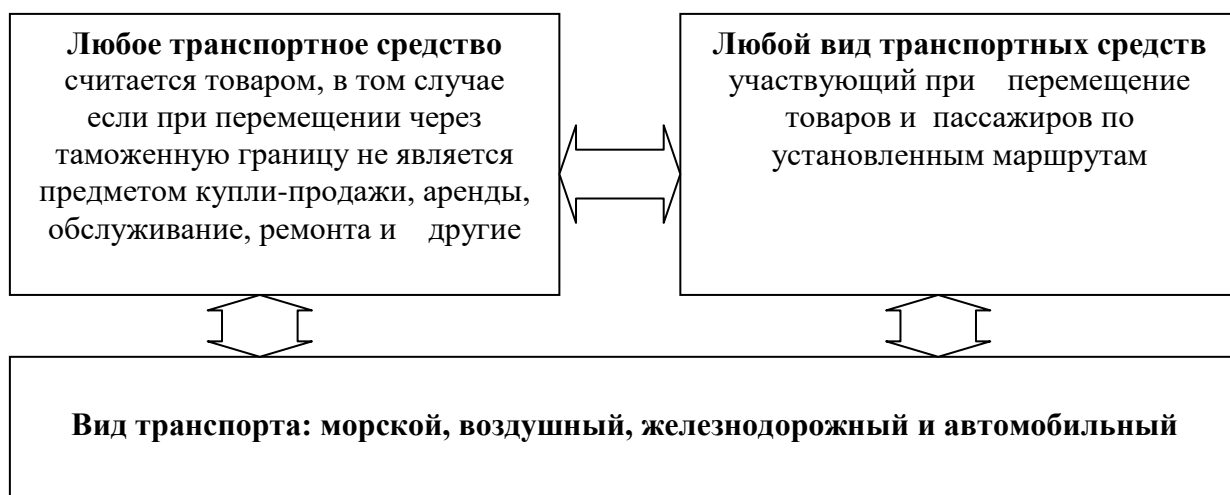 Любое транспортное средство
считается товаром, в том случае
если при перемещении через
таможенную границу не является
предметом купли-продажи, аренды,
обслуживание, ремонта и другие
Любой вид транспортных средств
участвующий при перемещение
товаров и пассажиров по
установленным маршрутам
Вид транспорта: морской, воздушный, железнодорожный и автомобильный